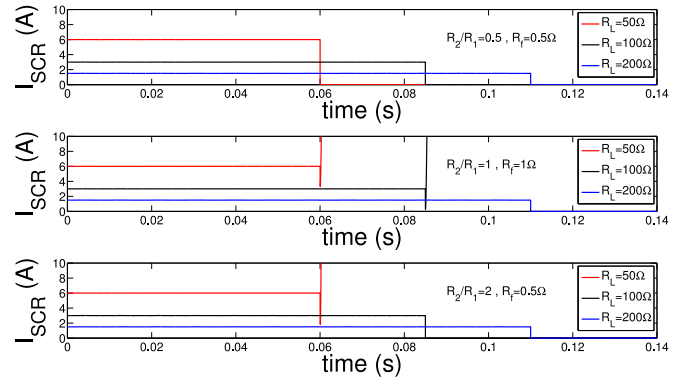 I_SCR (A)
10
8
6
4
2
0
R_2/R_1=0.5 , R_f=0.5Ω
R_L=50Ω
R_L=100Ω
R_L=200Ω
0 0.02 0.04 0.06 0.08 0.1 0.12 0.14
time (s)
I_SCR (A)
10
8
6
4
2
0
R_2/R_1=1 , R_f=1Ω
R_L=50Ω
R_L=100Ω
R_L=200Ω
0 0.02 0.04 0.06 0.08 0.1 0.12 0.14
time (s)
I_SCR (A)
10
8
6
4
2
0
R_2/R_1=2 , R_f=0.5Ω
R_L=50Ω
R_L=100Ω
R_L=200Ω
0 0.02 0.04 0.06 0.08 0.1 0.12 0.14
time (s)